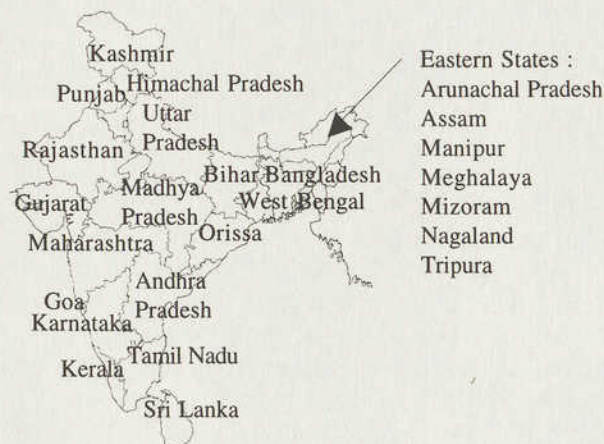 Kashmir
Himachal Pradesh
Punjab
Uttar
Pradesh
Rajasthan
Bihar Bangladesh
Madhya
Pradesh
West Bengal
Gujarat
Orissa
Maharashtra
Andhra
Pradesh
Goa
Karnataka
Tamil Nadu
Kerala
Sri Lanka
Eastern States :
Arunachal Pradesh
Assam
Manipur
Meghalaya
Mizoram
Nagaland
Tripura